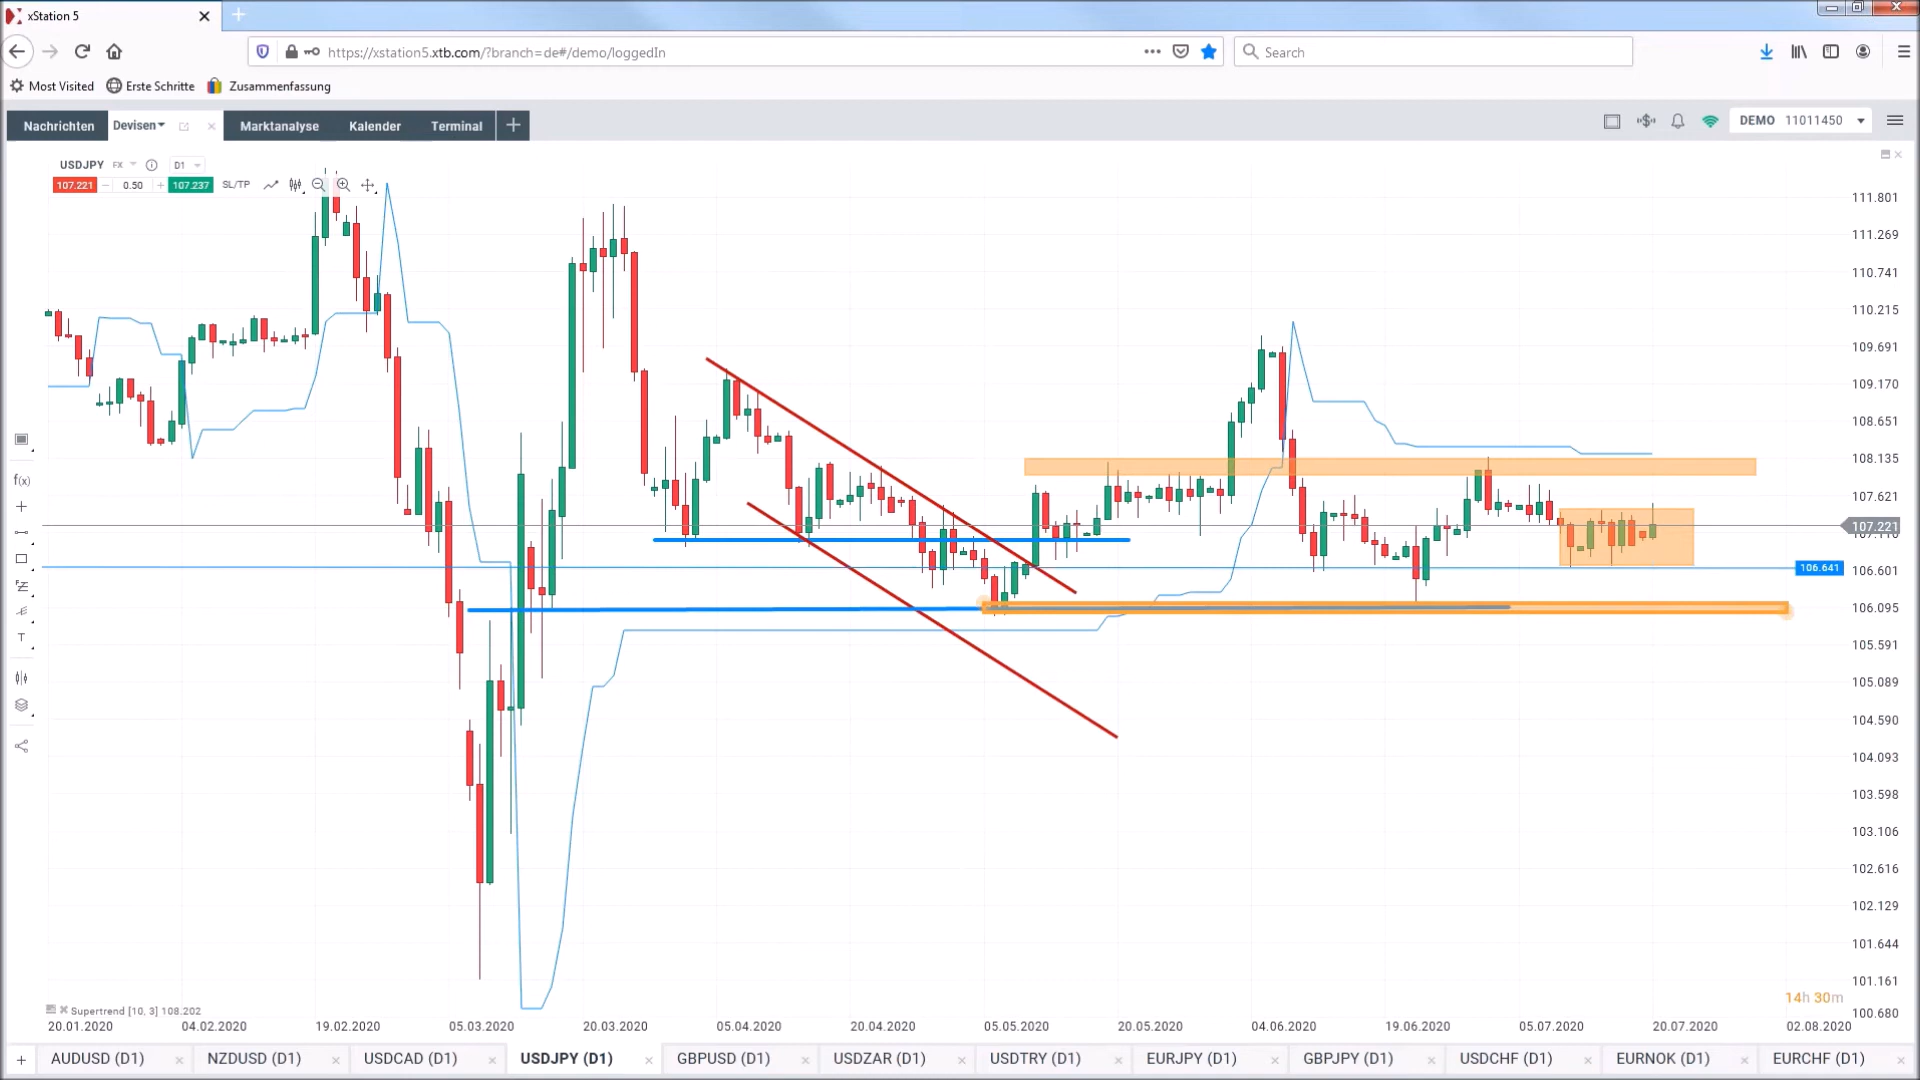 xStation 5
https://xstation5.xtb.com/?branch=de#/demo/loggedIn
Search
Most Visited
Erste Schritte
Zusammenfassung
Nachrichten
Devisen
Marktanalyse
Kalender
Terminal
DEMO 11011450
USDJPY FX D1
107.221 0.50 107.237 SL/TP
111.801
111.269
110.741
110.215
109.691
109.170
108.651
108.135
107.621
107.221
106.641
106.601
106.095
105.591
105.089
104.590
104.093
103.598
103.106
102.616
102.129
101.644
101.161
100.680
f(x)
T
14h 30m
Supertrend [10, 3] 108.202
20.01.2020 04.02.2020 19.02.2020 05.03.2020 20.03.2020 05.04.2020 20.04.2020 05.05.2020 20.05.2020 04.06.2020 19.06.2020 05.07.2020 20.07.2020 02.08.2020
AUDUSD (D1) NZDUSD (D1) USDCAD (D1) USDJPY (D1) GBPUSD (D1) USDZAR (D1) USDTRY (D1) EURJPY (D1) GBPJPY (D1) USDCHF (D1) EURNOK (D1) EURCHF (D1)